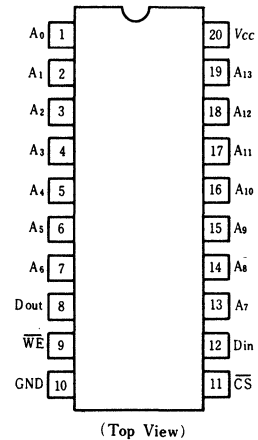 A0 1 20 Vcc
A1 2 19 A13
A2 3 18 A12
A3 4 17 A11
A4 5 16 A10
A5 6 15 A9
A6 7 14 A8
Dout 8 13 A7
W̅E̅ 9 12 Din
GND 10 11 C̅S̅
(Top View)